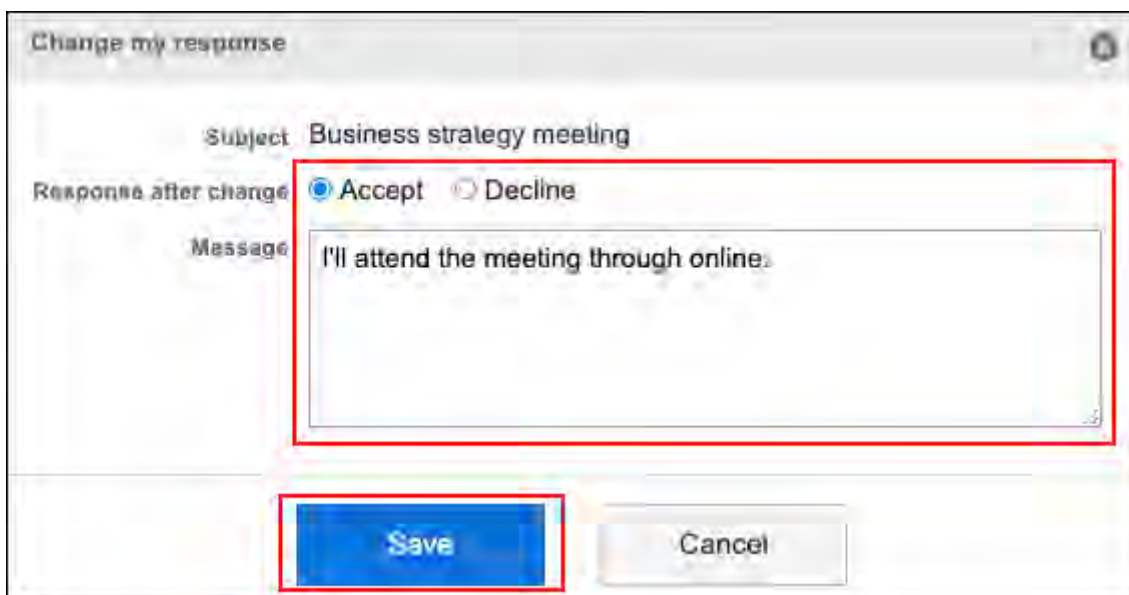 Change my response
Subject Business strategy meeting
Response after change Accept Decline
Message I'll attend the meeting through online.
Save Cancel